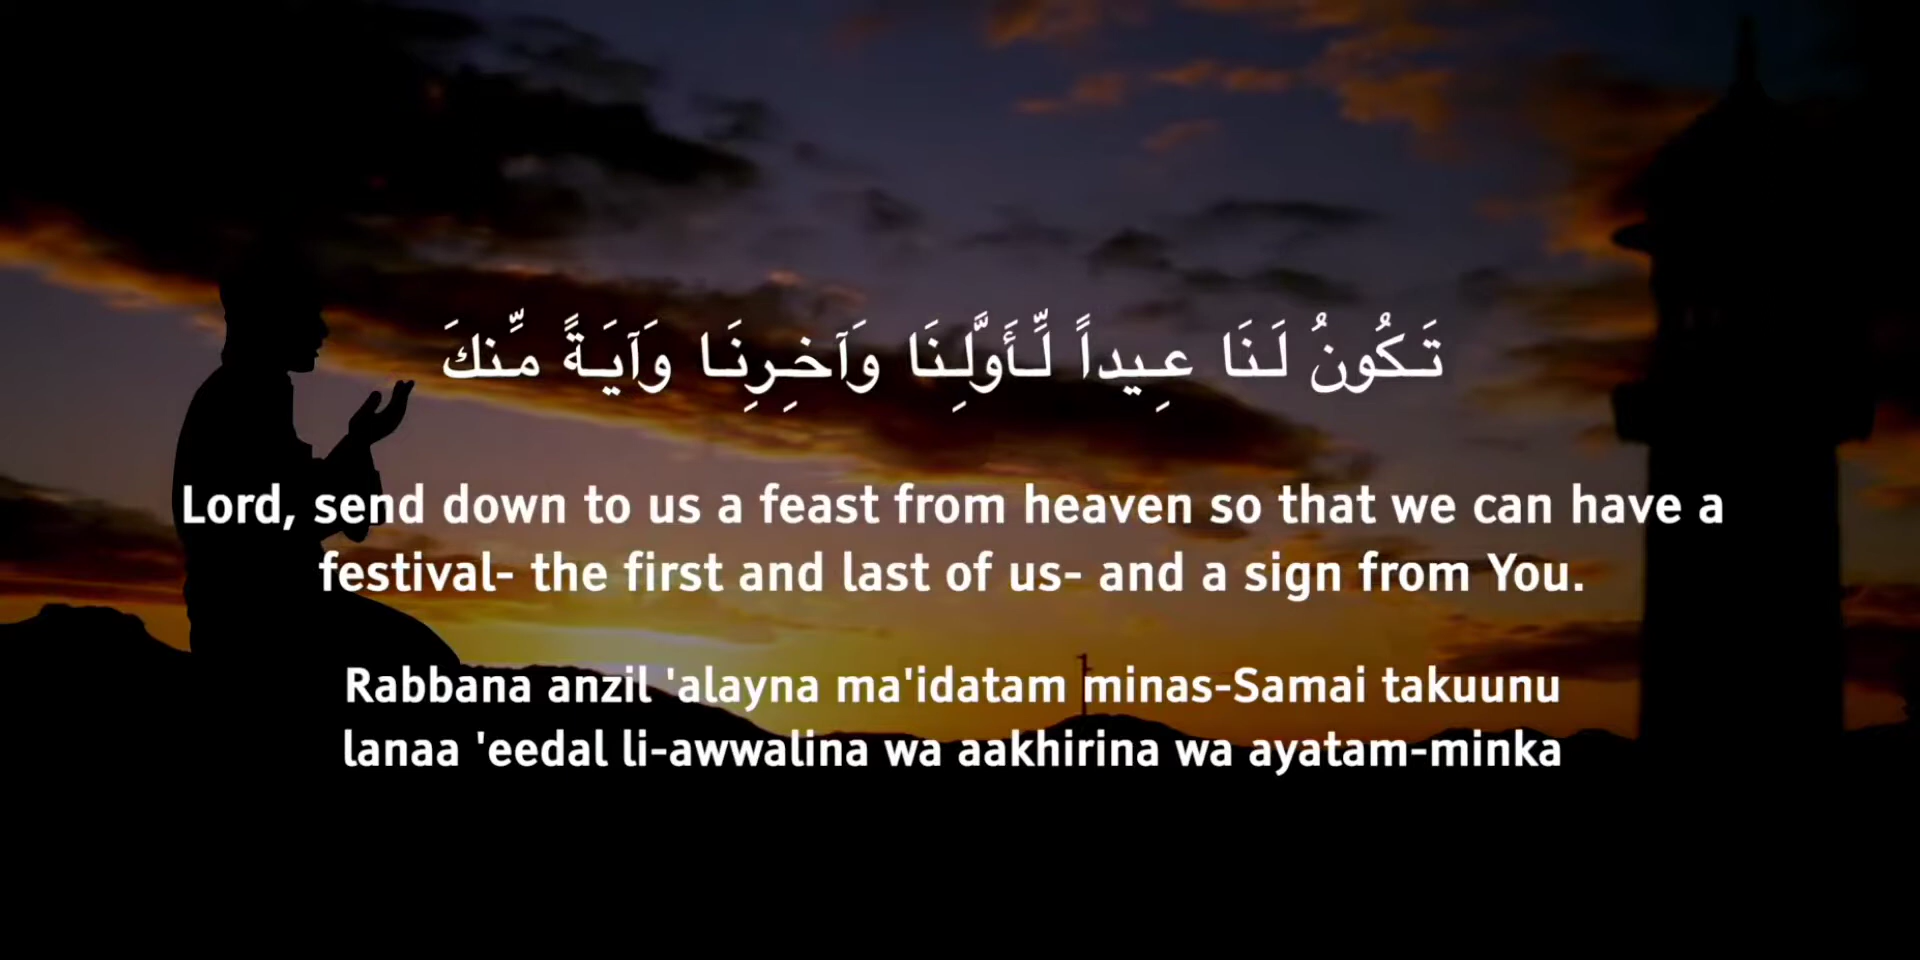 تَكُونُ لَنَا عِيداً لِّأَوَّلِنَا وَآخِرِنَا وَآيَةً مِّنكَ
Lord, send down to us a feast from heaven so that we can have a
festival- the first and last of us- and a sign from You.
Rabbana anzil 'alayna ma'idatam minas-Samai takuunu
lanaa 'eedal li-awwalina wa aakhirina wa ayatam-minka